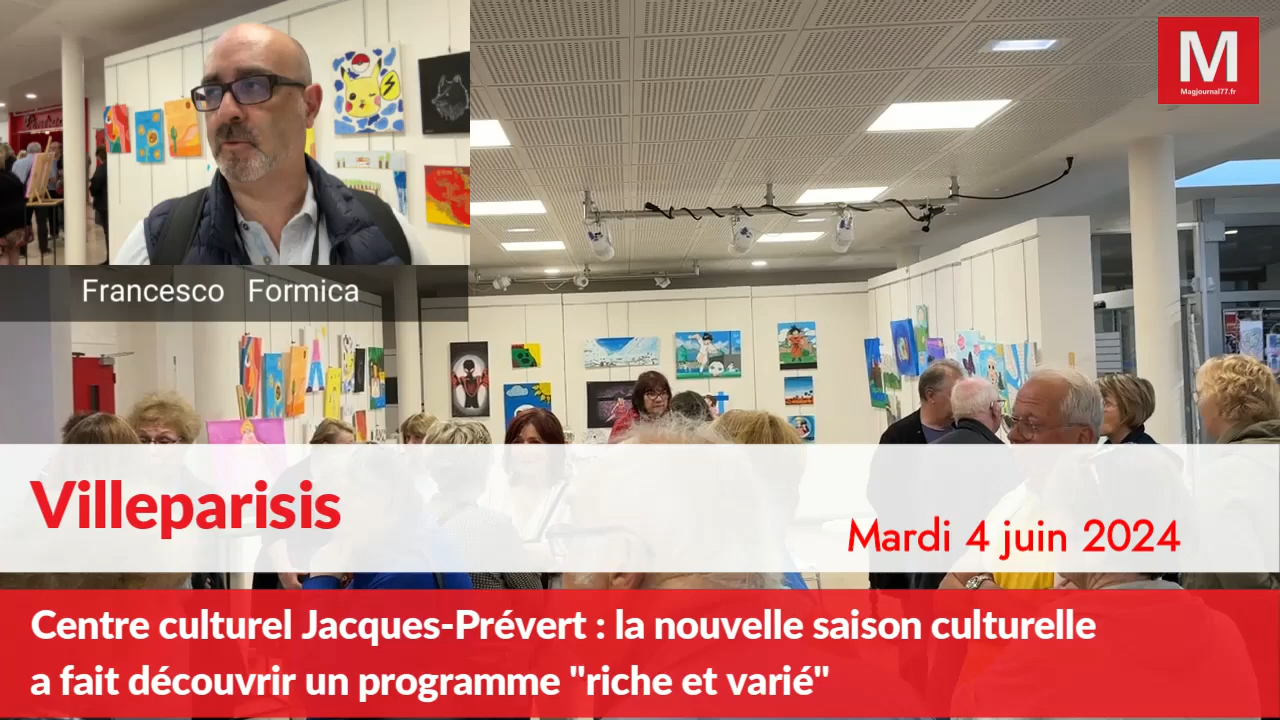 M
Magjournal77.fr
Francesco Formica
Villeparisis
Mardi 4 juin 2024
Centre culturel Jacques-Prévert : la nouvelle saison culturelle
a fait découvrir un programme "riche et varié"